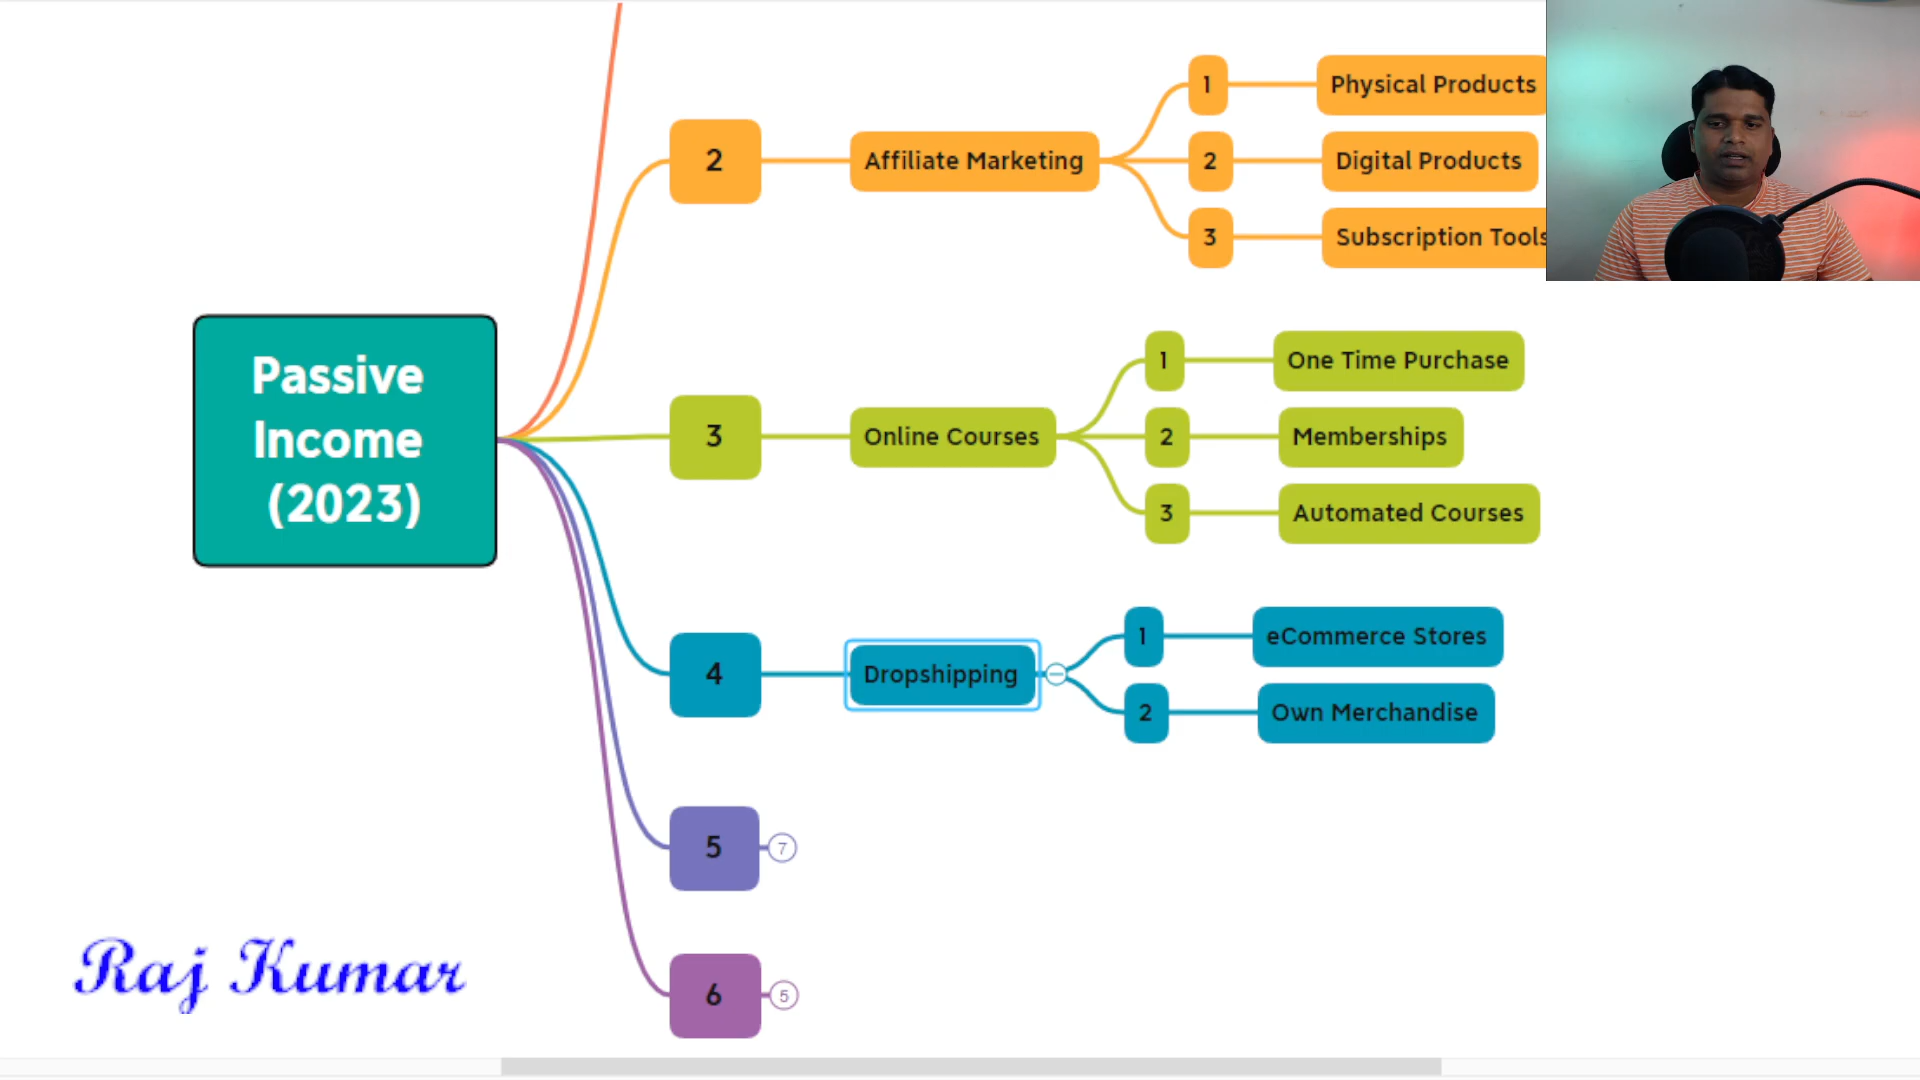 Passive
Income
(2023)
2
Affiliate Marketing
1
Physical Products
2
Digital Products
3
Subscription Tools
3
Online Courses
1
One Time Purchase
2
Memberships
3
Automated Courses
4
Dropshipping
1
eCommerce Stores
2
Own Merchandise
5
7
6
5
Raj Kumar